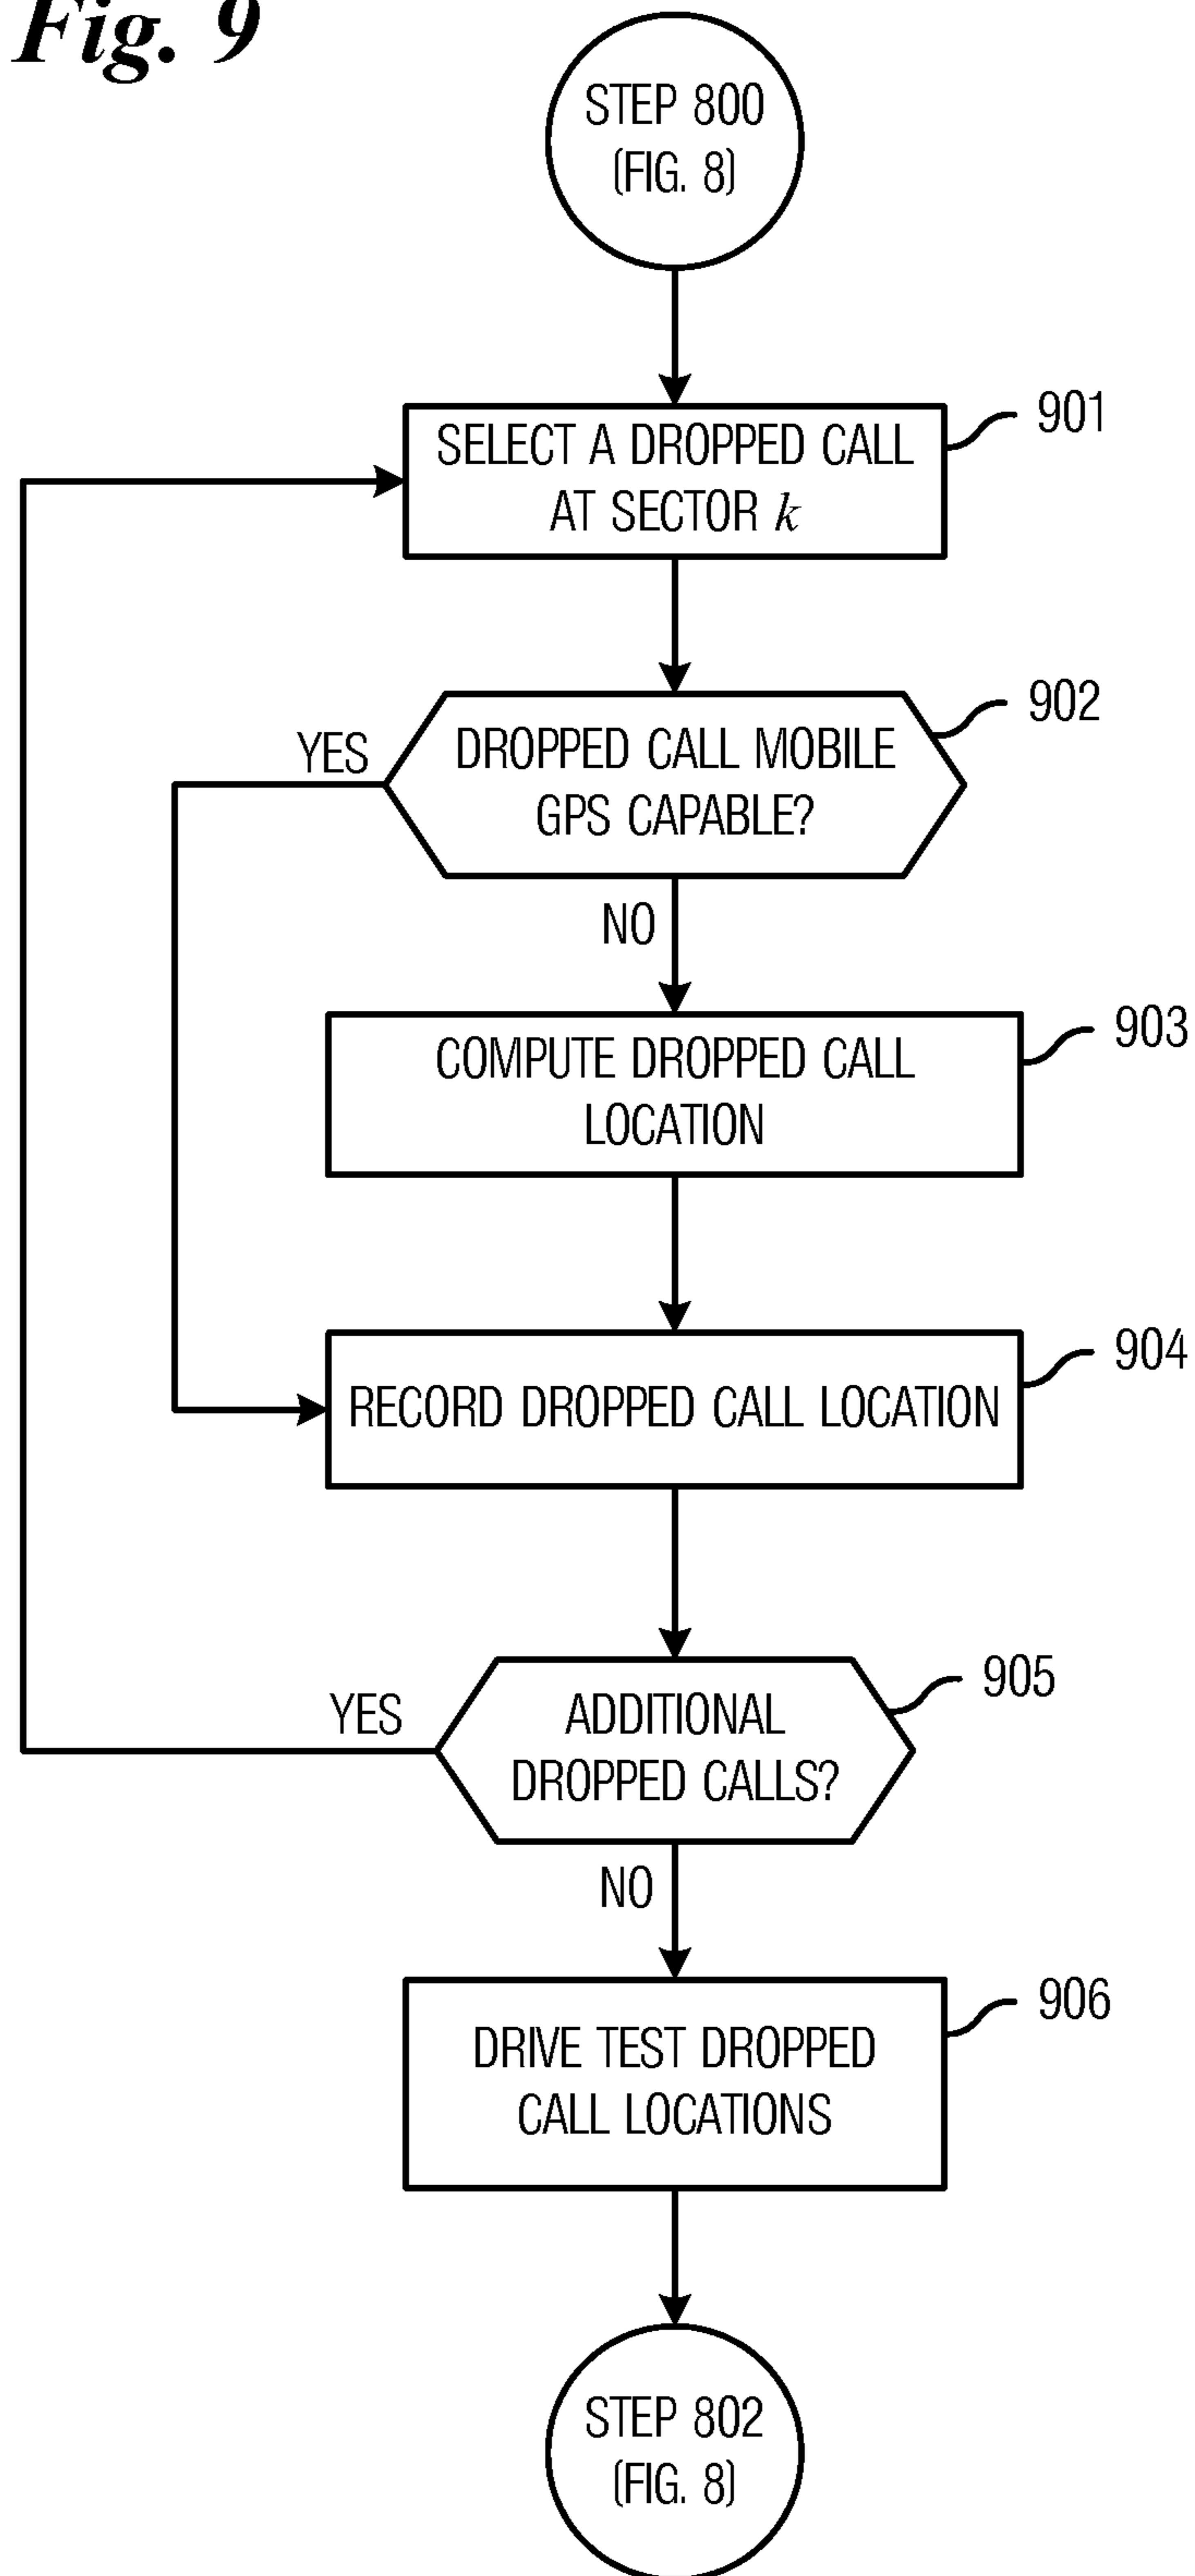 Fig. 9
STEP 800
(FIG. 8)
SELECT A DROPPED CALL
AT SECTOR k
901
DROPPED CALL MOBILE
GPS CAPABLE?
902
YES
NO
COMPUTE DROPPED CALL
LOCATION
903
RECORD DROPPED CALL LOCATION
904
ADDITIONAL
DROPPED CALLS?
905
YES
NO
DRIVE TEST DROPPED
CALL LOCATIONS
906
STEP 802
(FIG. 8)